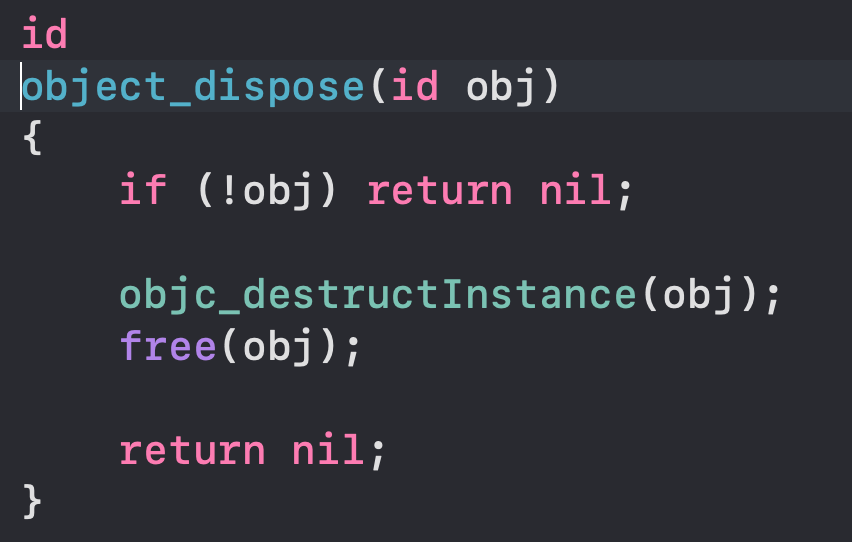 id
object_dispose(id obj)
{
    if (!obj) return nil;

    objc_destructInstance(obj);
    free(obj);

    return nil;
}